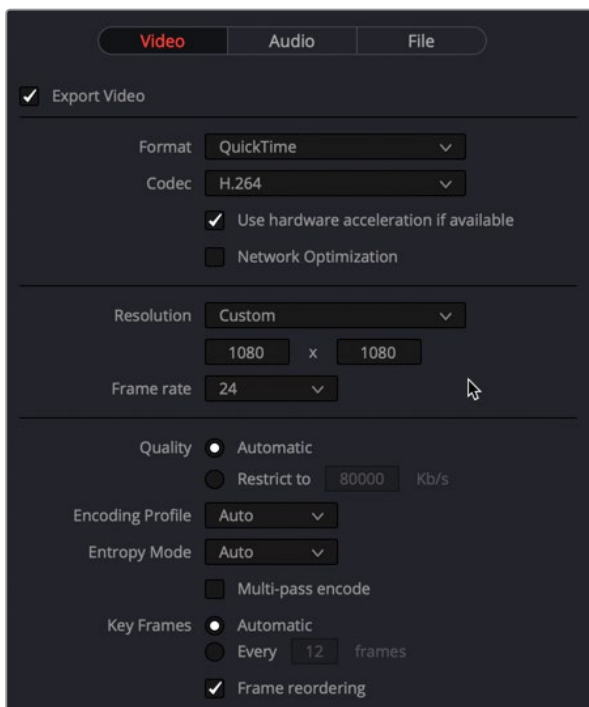 Video Audio File
Export Video
Format QuickTime
Codec H.264
Use hardware acceleration if available
Network Optimization
Resolution Custom
1080 x 1080
Frame rate 24
Quality Automatic
Restrict to 80000 Kb/s
Encoding Profile Auto
Entropy Mode Auto
Multi-pass encode
Key Frames Automatic
Every 12 frames
Frame reordering